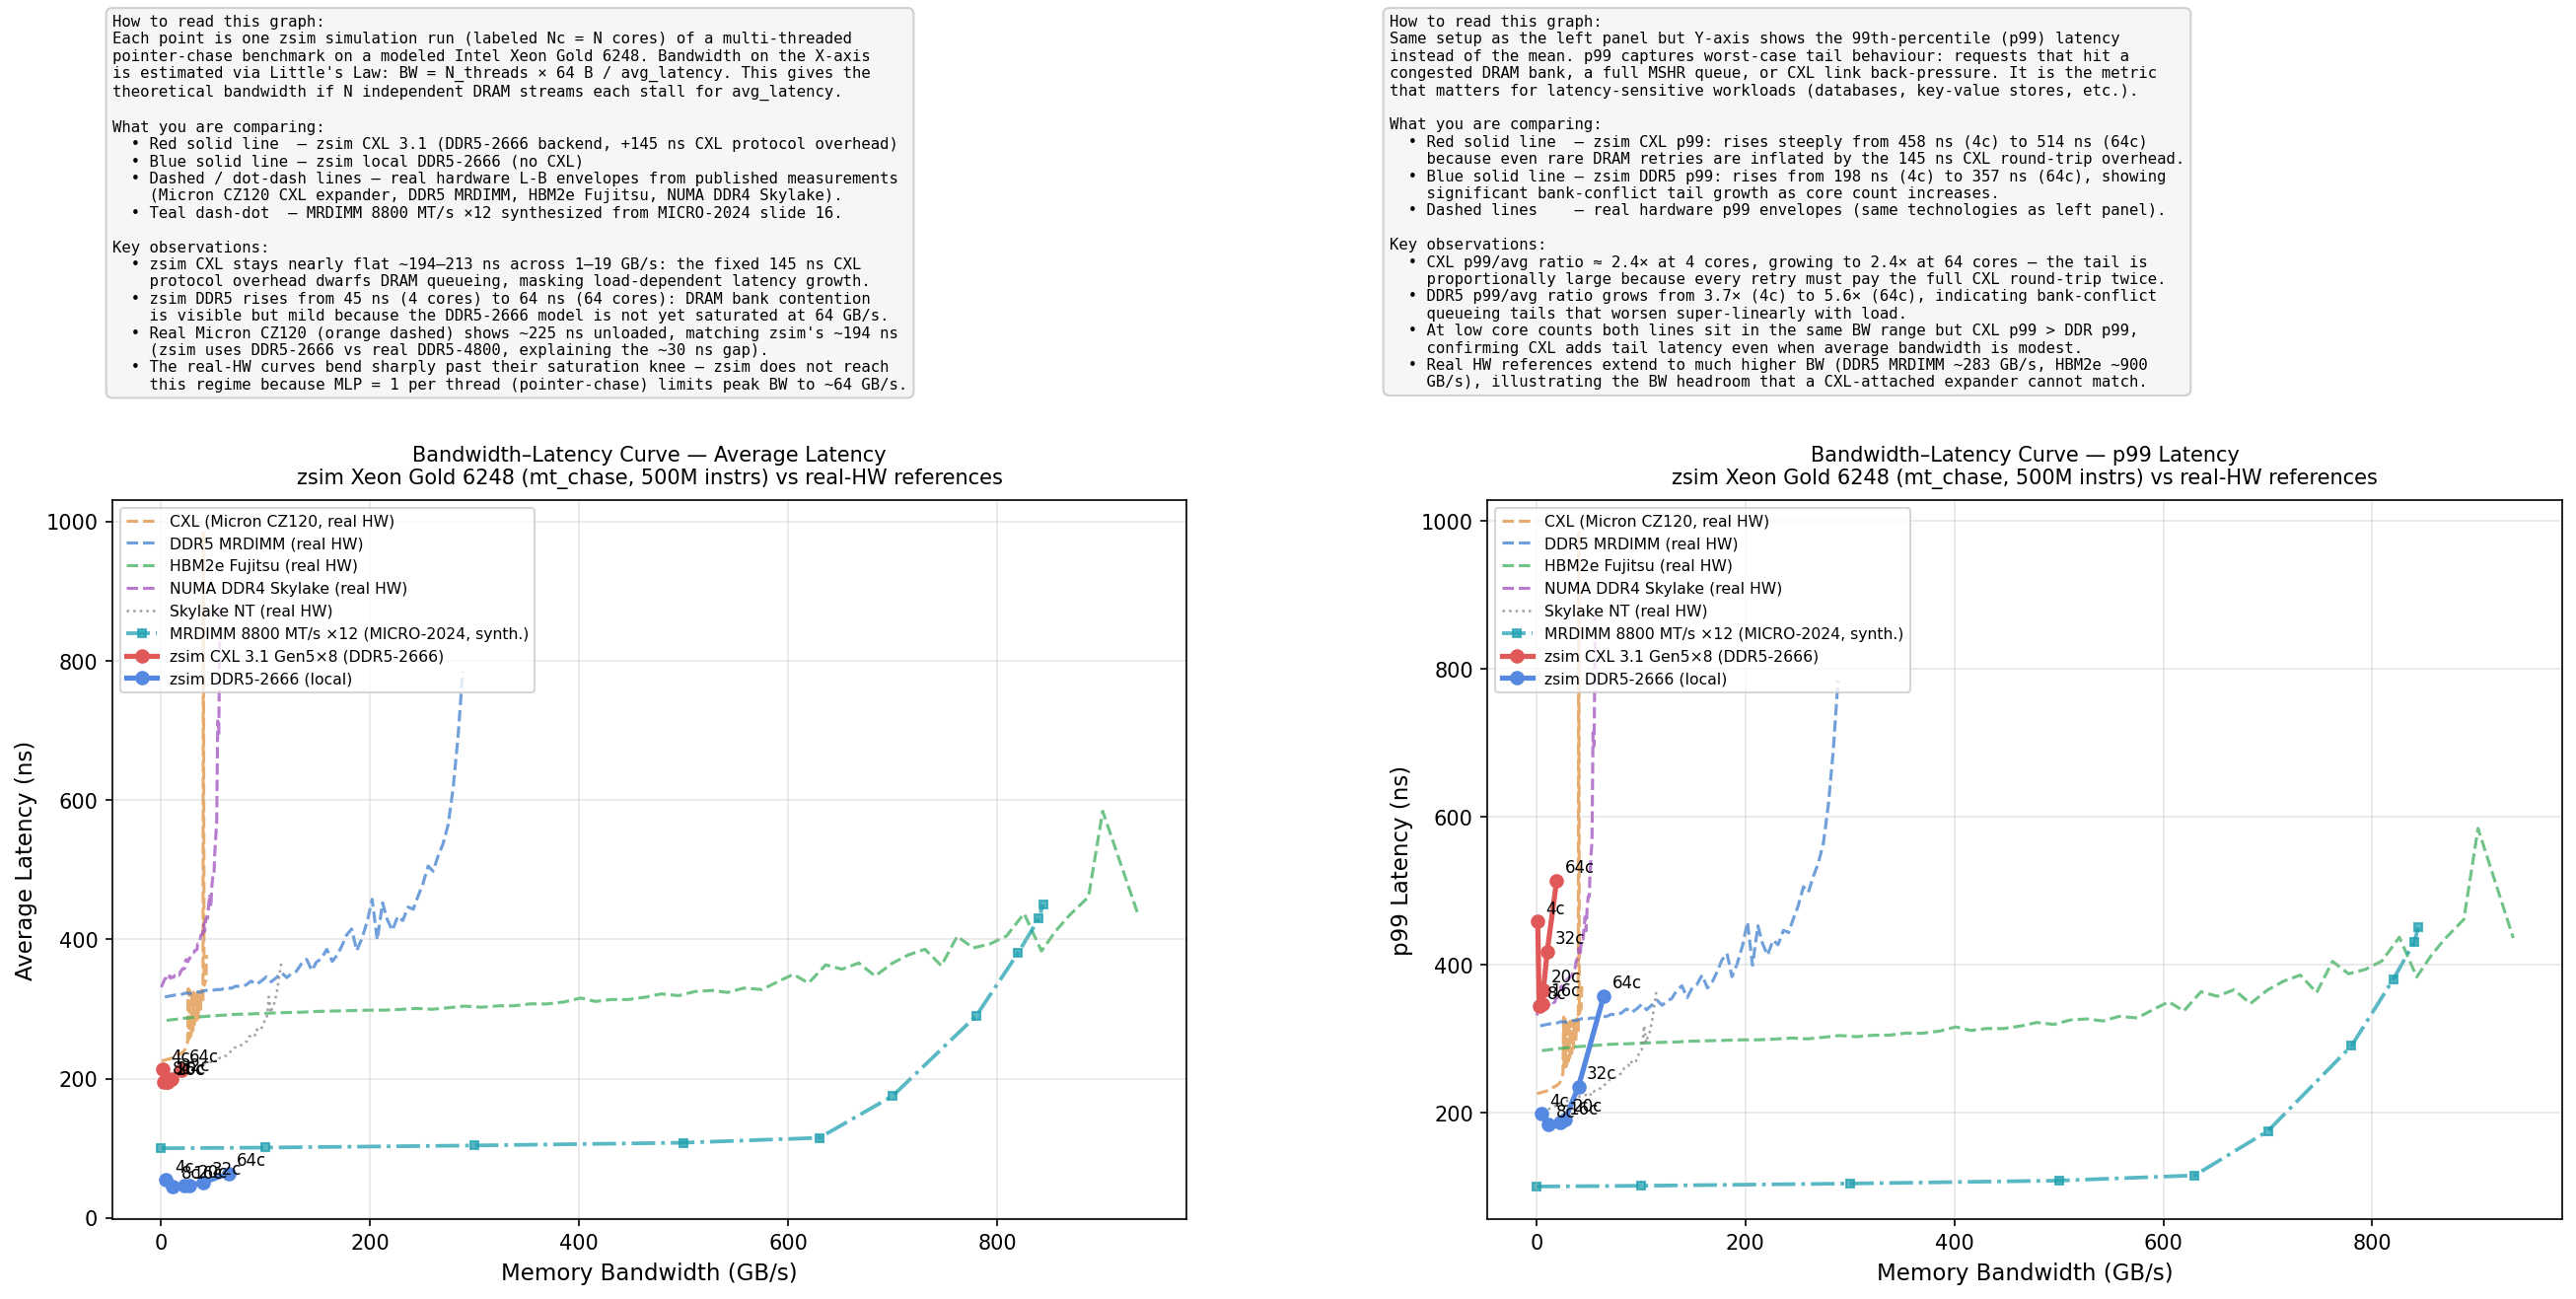 How to read this graph:
Each point is one zsim simulation run (labeled Nc = N cores) of a multi-threaded
pointer-chase benchmark on a modeled Intel Xeon Gold 6248. Bandwidth on the X-axis
is estimated via Little's Law: BW = N_threads × 64 B / avg_latency. This gives the
theoretical bandwidth if N independent DRAM streams each stall for avg_latency.
What you are comparing:
• Red solid line  — zsim CXL 3.1 (DDR5-2666 backend, +145 ns CXL protocol overhead)
• Blue solid line — zsim local DDR5-2666 (no CXL)
• Dashed / dot-dash lines — real hardware L-B envelopes from published measurements
(Micron CZ120 CXL expander, DDR5 MRDIMM, HBM2e Fujitsu, NUMA DDR4 Skylake).
• Teal dash-dot  — MRDIMM 8800 MT/s ×12 synthesized from MICRO-2024 slide 16.
Key observations:
• zsim CXL stays nearly flat ~194–213 ns across 1–19 GB/s: the fixed 145 ns CXL
protocol overhead dwarfs DRAM queueing, masking load-dependent latency growth.
• zsim DDR5 rises from 45 ns (4 cores) to 64 ns (64 cores): DRAM bank contention
is visible but mild because the DDR5-2666 model is not yet saturated at 64 GB/s.
• Real Micron CZ120 (orange dashed) shows ~225 ns unloaded, matching zsim's ~194 ns
(zsim uses DDR5-2666 vs real DDR5-4800, explaining the ~30 ns gap).
• The real-HW curves bend sharply past their saturation knee — zsim does not reach
this regime because MLP = 1 per thread (pointer-chase) limits peak BW to ~64 GB/s.
How to read this graph:
Same setup as the left panel but Y-axis shows the 99th-percentile (p99) latency
instead of the mean. p99 captures worst-case tail behaviour: requests that hit a
congested DRAM bank, a full MSHR queue, or CXL link back-pressure. It is the metric
that matters for latency-sensitive workloads (databases, key-value stores, etc.).
What you are comparing:
• Red solid line  — zsim CXL p99: rises steeply from 458 ns (4c) to 514 ns (64c)
because even rare DRAM retries are inflated by the 145 ns CXL round-trip overhead.
• Blue solid line — zsim DDR5 p99: rises from 198 ns (4c) to 357 ns (64c), showing
significant bank-conflict tail growth as core count increases.
• Dashed lines    — real hardware p99 envelopes (same technologies as left panel).
Key observations:
• CXL p99/avg ratio ≈ 2.4× at 4 cores, growing to 2.4× at 64 cores — the tail is
proportionally large because every retry must pay the full CXL round-trip twice.
• DDR5 p99/avg ratio grows from 3.7× (4c) to 5.6× (64c), indicating bank-conflict
queueing tails that worsen super-linearly with load.
• At low core counts both lines sit in the same BW range but CXL p99 > DDR p99,
confirming CXL adds tail latency even when average bandwidth is modest.
• Real HW references extend to much higher BW (DDR5 MRDIMM ~283 GB/s, HBM2e ~900
GB/s), illustrating the BW headroom that a CXL-attached expander cannot match.
Bandwidth–Latency Curve — Average Latency
zsim Xeon Gold 6248 (mt_chase, 500M instrs) vs real-HW references
CXL (Micron CZ120, real HW)
DDR5 MRDIMM (real HW)
HBM2e Fujitsu (real HW)
NUMA DDR4 Skylake (real HW)
Skylake NT (real HW)
MRDIMM 8800 MT/s ×12 (MICRO-2024, synth.)
zsim CXL 3.1 Gen5×8 (DDR5-2666)
zsim DDR5-2666 (local)
1000
800
600
400
200
0
Average Latency (ns)
4c
64c
4c
32c
64c
0
200
400
600
800
Memory Bandwidth (GB/s)
Bandwidth–Latency Curve — p99 Latency
zsim Xeon Gold 6248 (mt_chase, 500M instrs) vs real-HW references
CXL (Micron CZ120, real HW)
DDR5 MRDIMM (real HW)
HBM2e Fujitsu (real HW)
NUMA DDR4 Skylake (real HW)
Skylake NT (real HW)
MRDIMM 8800 MT/s ×12 (MICRO-2024, synth.)
zsim CXL 3.1 Gen5×8 (DDR5-2666)
zsim DDR5-2666 (local)
1000
800
600
400
200
p99 Latency (ns)
64c
4c
32c
20c
16c
8c
64c
32c
4c
8c
20c
16c
0
200
400
600
800
Memory Bandwidth (GB/s)